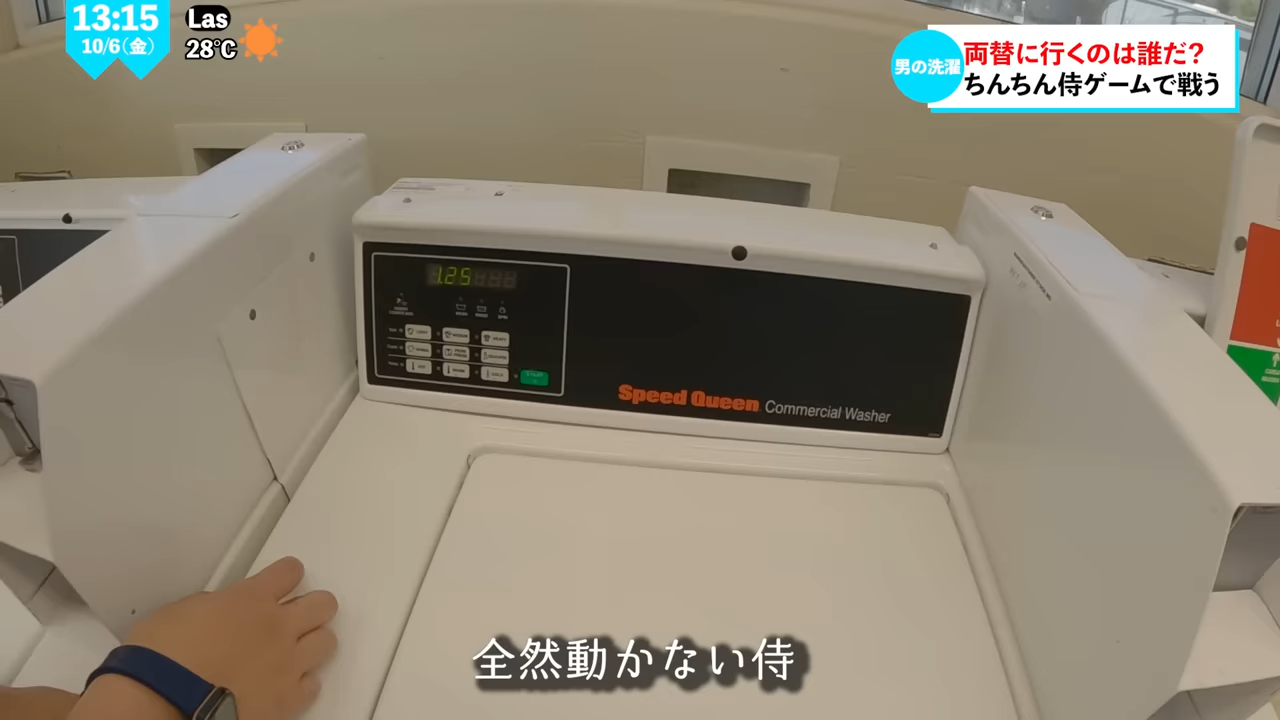 13:15
10/6(金)
Las
28℃
男の洗濯
両替に行くのは誰だ?
ちんちん侍ゲームで戦う
1.25
START
Speed Queen Commercial Washer
全然動かない侍